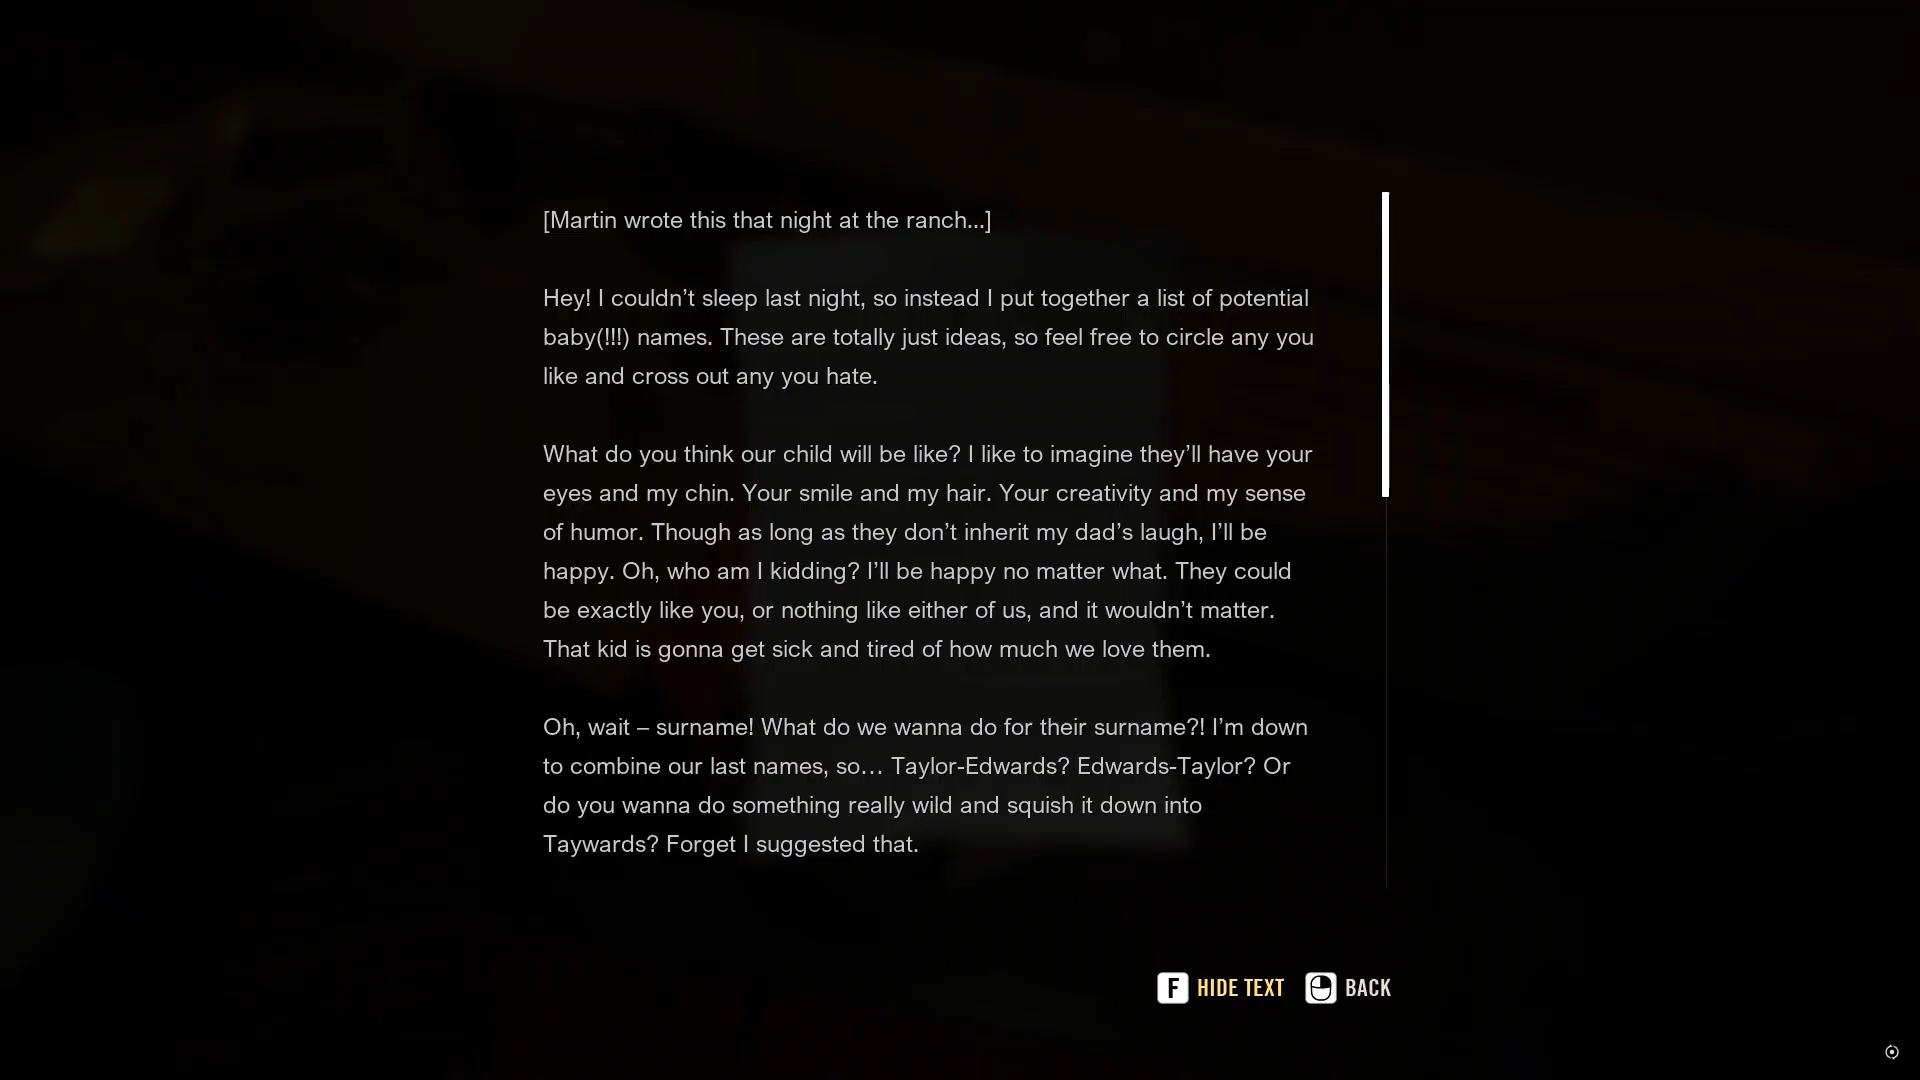 [Martin wrote this that night at the ranch...]
Hey! I couldn’t sleep last night, so instead I put together a list of potential
baby(!!!) names. These are totally just ideas, so feel free to circle any you
like and cross out any you hate.
What do you think our child will be like? I like to imagine they’ll have your
eyes and my chin. Your smile and my hair. Your creativity and my sense
of humor. Though as long as they don’t inherit my dad’s laugh, I’ll be
happy. Oh, who am I kidding? I’ll be happy no matter what. They could
be exactly like you, or nothing like either of us, and it wouldn’t matter.
That kid is gonna get sick and tired of how much we love them.
Oh, wait – surname! What do we wanna do for their surname?! I’m down
to combine our last names, so… Taylor-Edwards? Edwards-Taylor? Or
do you wanna do something really wild and squish it down into
Taywards? Forget I suggested that.
F HIDE TEXT BACK